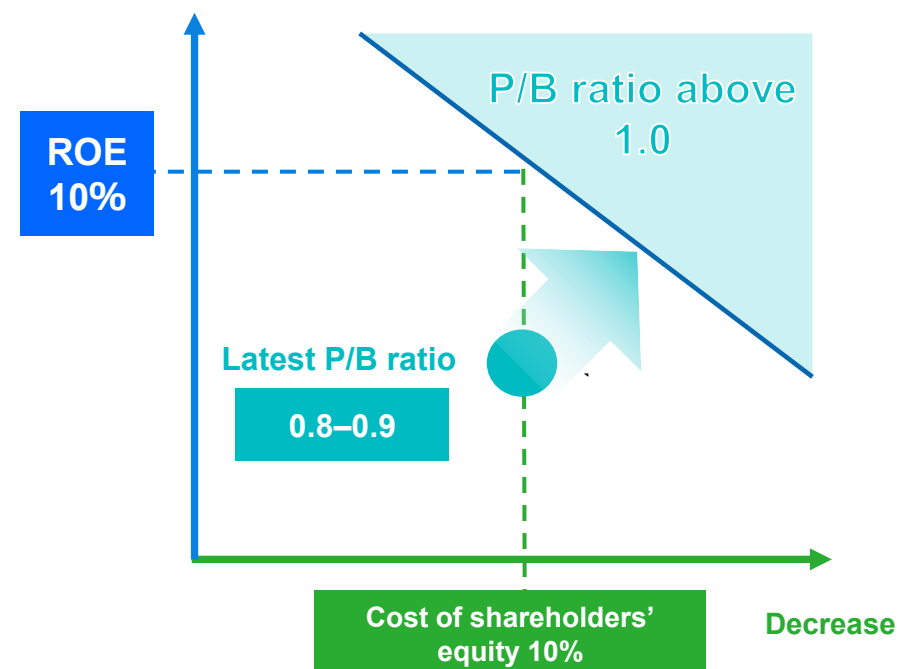 P/B ratio above
1.0
ROE
10%
Latest P/B ratio
0.8–0.9
Cost of shareholders’
equity 10%
Decrease